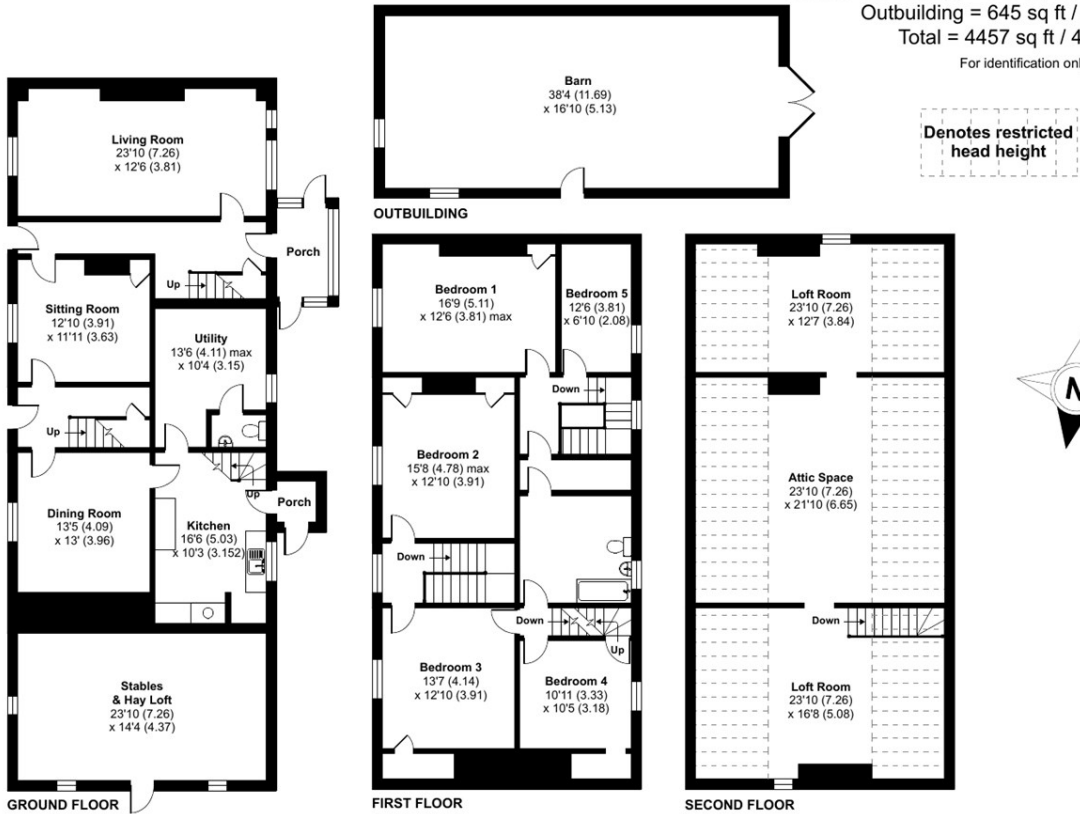 Outbuilding = 645 sq ft /
Total = 4457 sq ft / 4
For identification onl
Denotes restricted
head height
Barn
38'4 (11.69)
x 16'10 (5.13)
OUTBUILDING
Living Room
23'10 (7.26)
x 12'6 (3.81)
Porch
Up
Sitting Room
12'10 (3.91)
x 11'11 (3.63)
Utility
13'6 (4.11) max
x 10'4 (3.15)
Up
Dining Room
13'5 (4.09)
x 13' (3.96)
Up
Porch
Kitchen
16'6 (5.03)
x 10'3 (3.152)
Stables
& Hay Loft
23'10 (7.26)
x 14'4 (4.37)
GROUND FLOOR
Bedroom 1
16'9 (5.11)
x 12'6 (3.81) max
Bedroom 5
12'6 (3.81)
x 6'10 (2.08)
Down
Bedroom 2
15'8 (4.78) max
x 12'10 (3.91)
Down
Down
Up
Bedroom 3
13'7 (4.14)
x 12'10 (3.91)
Bedroom 4
10'11 (3.33)
x 10'5 (3.18)
FIRST FLOOR
Loft Room
23'10 (7.26)
x 12'7 (3.84)
Attic Space
23'10 (7.26)
x 21'10 (6.65)
Down
Loft Room
23'10 (7.26)
x 16'8 (5.08)
SECOND FLOOR
N